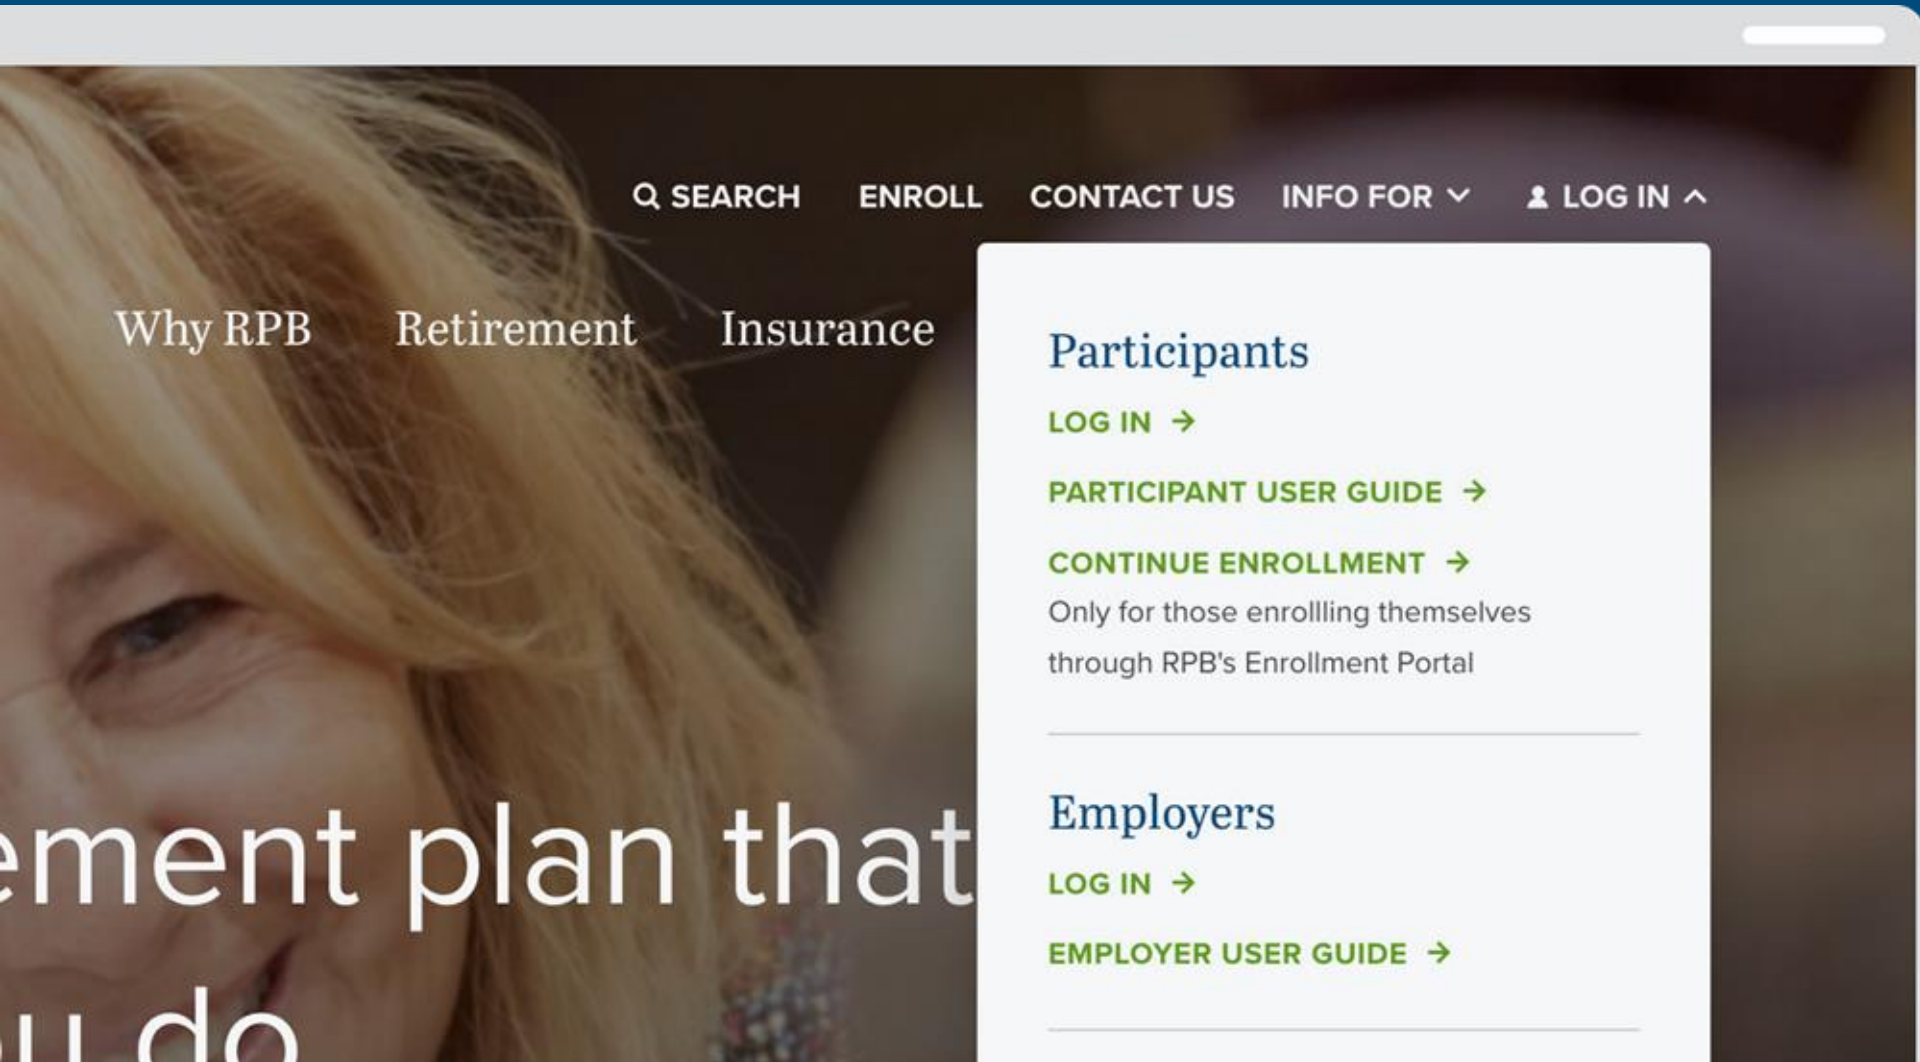 SEARCH ENROLL CONTACT US INFO FOR LOG IN
Why RPB Retirement Insurance
Participants
LOG IN →
PARTICIPANT USER GUIDE →
CONTINUE ENROLLMENT →
Only for those enrollling themselves
through RPB's Enrollment Portal
Employers
LOG IN →
EMPLOYER USER GUIDE →
plan that
do